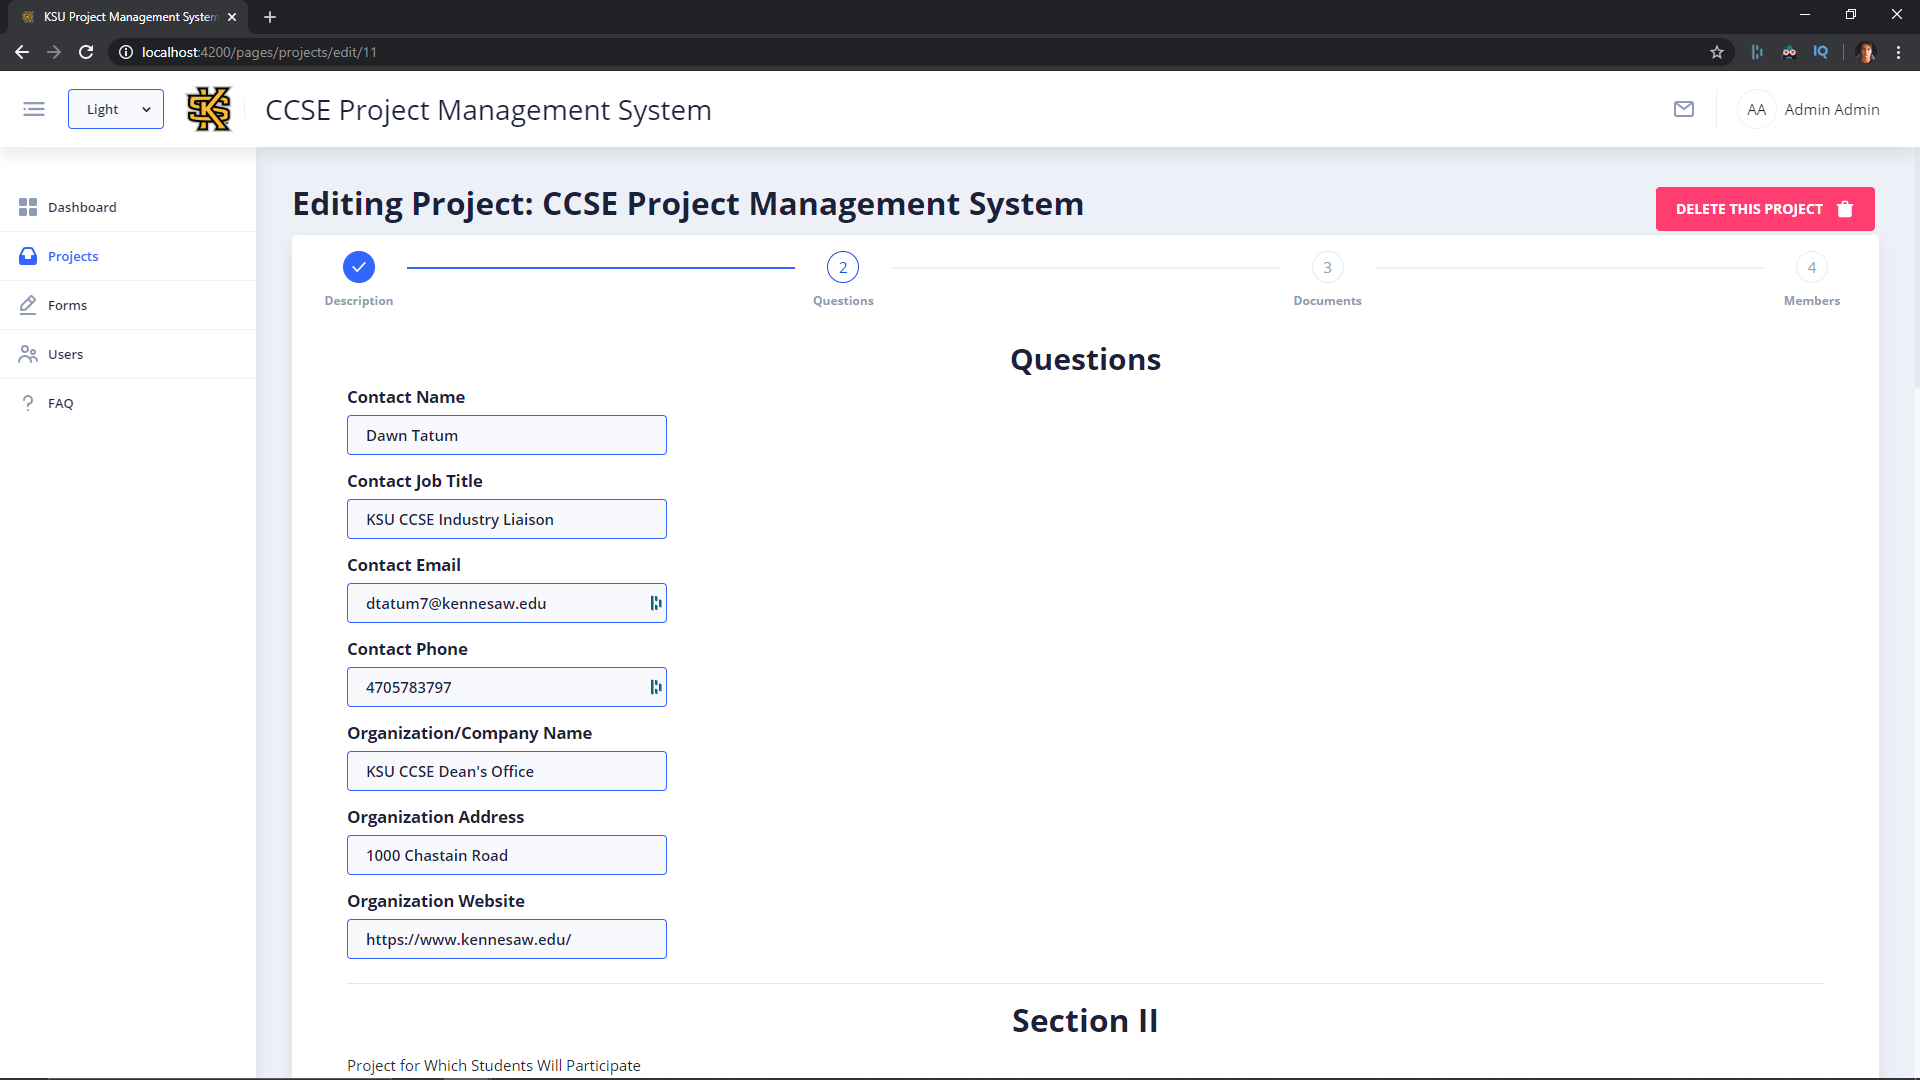 KSU Project Management System
localhost:4200/pages/projects/edit/11
IQ
Light
KS
CCSE Project Management System
AA
Admin Admin
Dashboard
Projects
Forms
Users
? FAQ
Editing Project: CCSE Project Management System
DELETE THIS PROJECT
2
3
4
Description
Questions
Documents
Members
Questions
Contact Name
Dawn Tatum
Contact Job Title
KSU CCSE Industry Liaison
Contact Email
dtatum7@kennesaw.edu
Contact Phone
4705783797
Organization/Company Name
KSU CCSE Dean's Office
Organization Address
1000 Chastain Road
Organization Website
https://www.kennesaw.edu/
Section II
Project for Which Students Will Participate